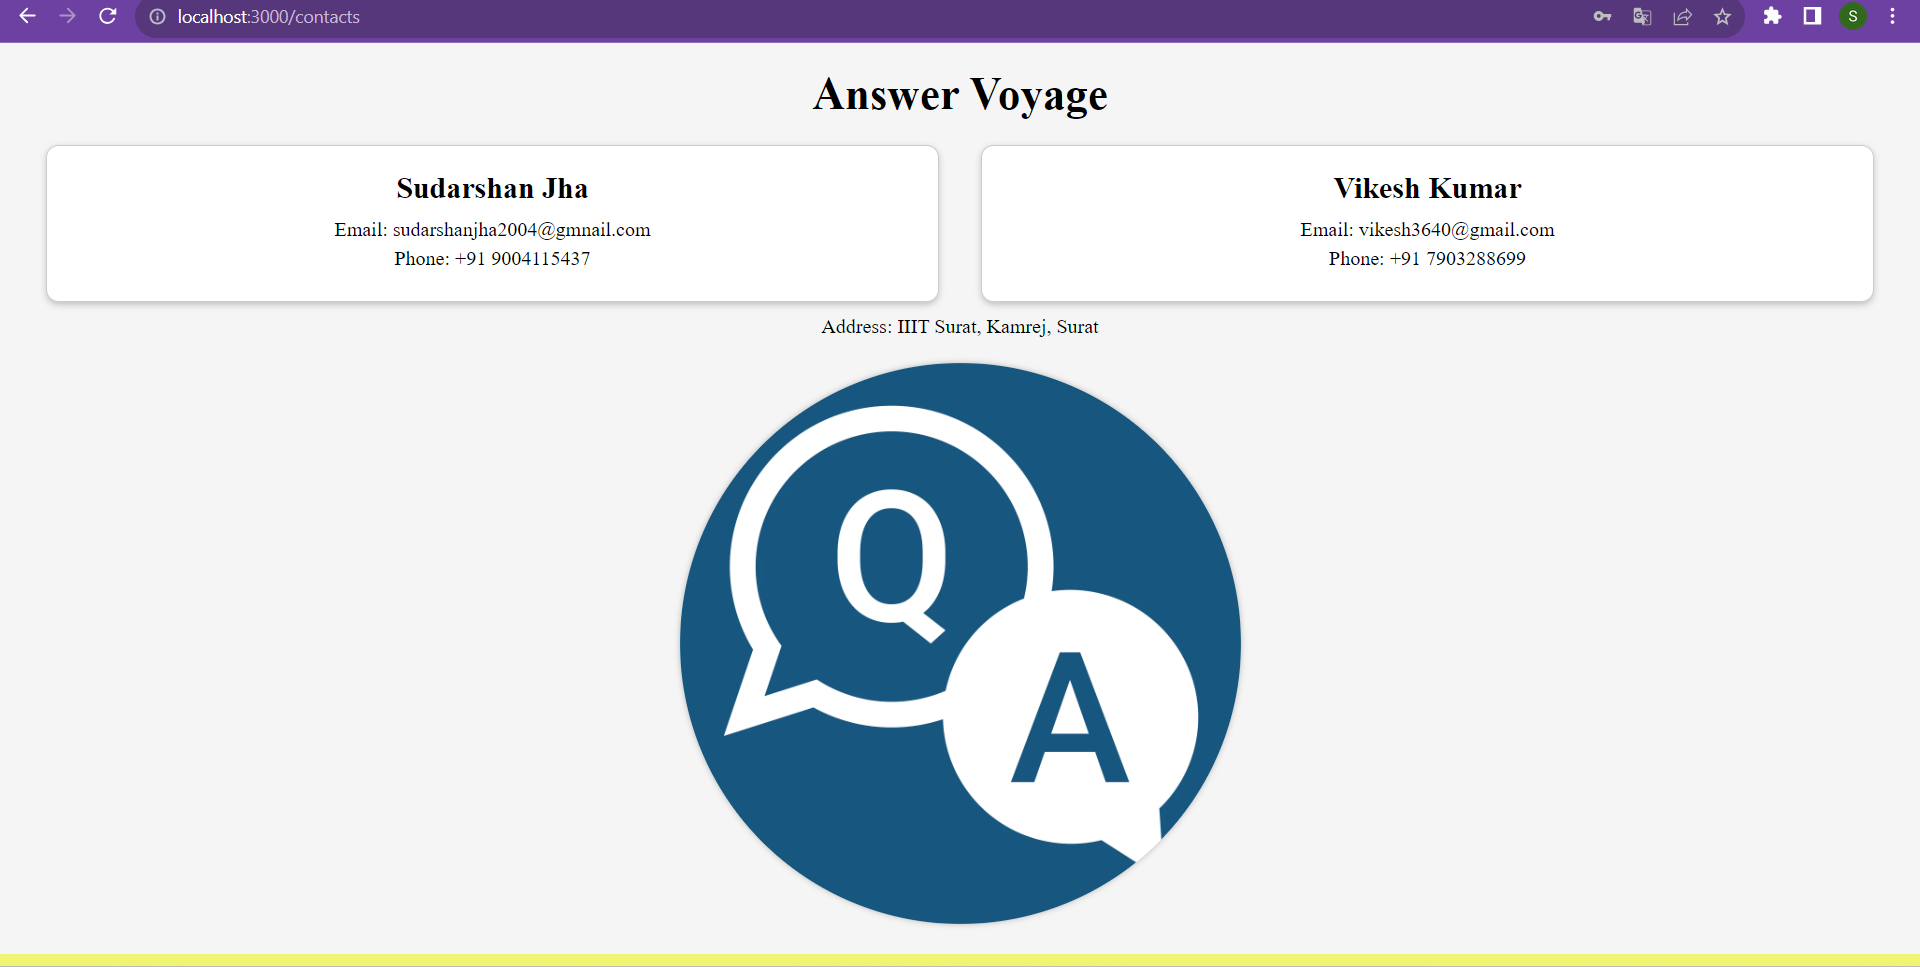 localhost:3000/contacts
S
Answer Voyage
Sudarshan Jha
Email: sudarshanjha2004@gmnail.com
Phone: +91 9004115437
Vikesh Kumar
Email: vikesh3640@gmail.com
Phone: +91 7903288699
Address: IIIT Surat, Kamrej, Surat
Q
A